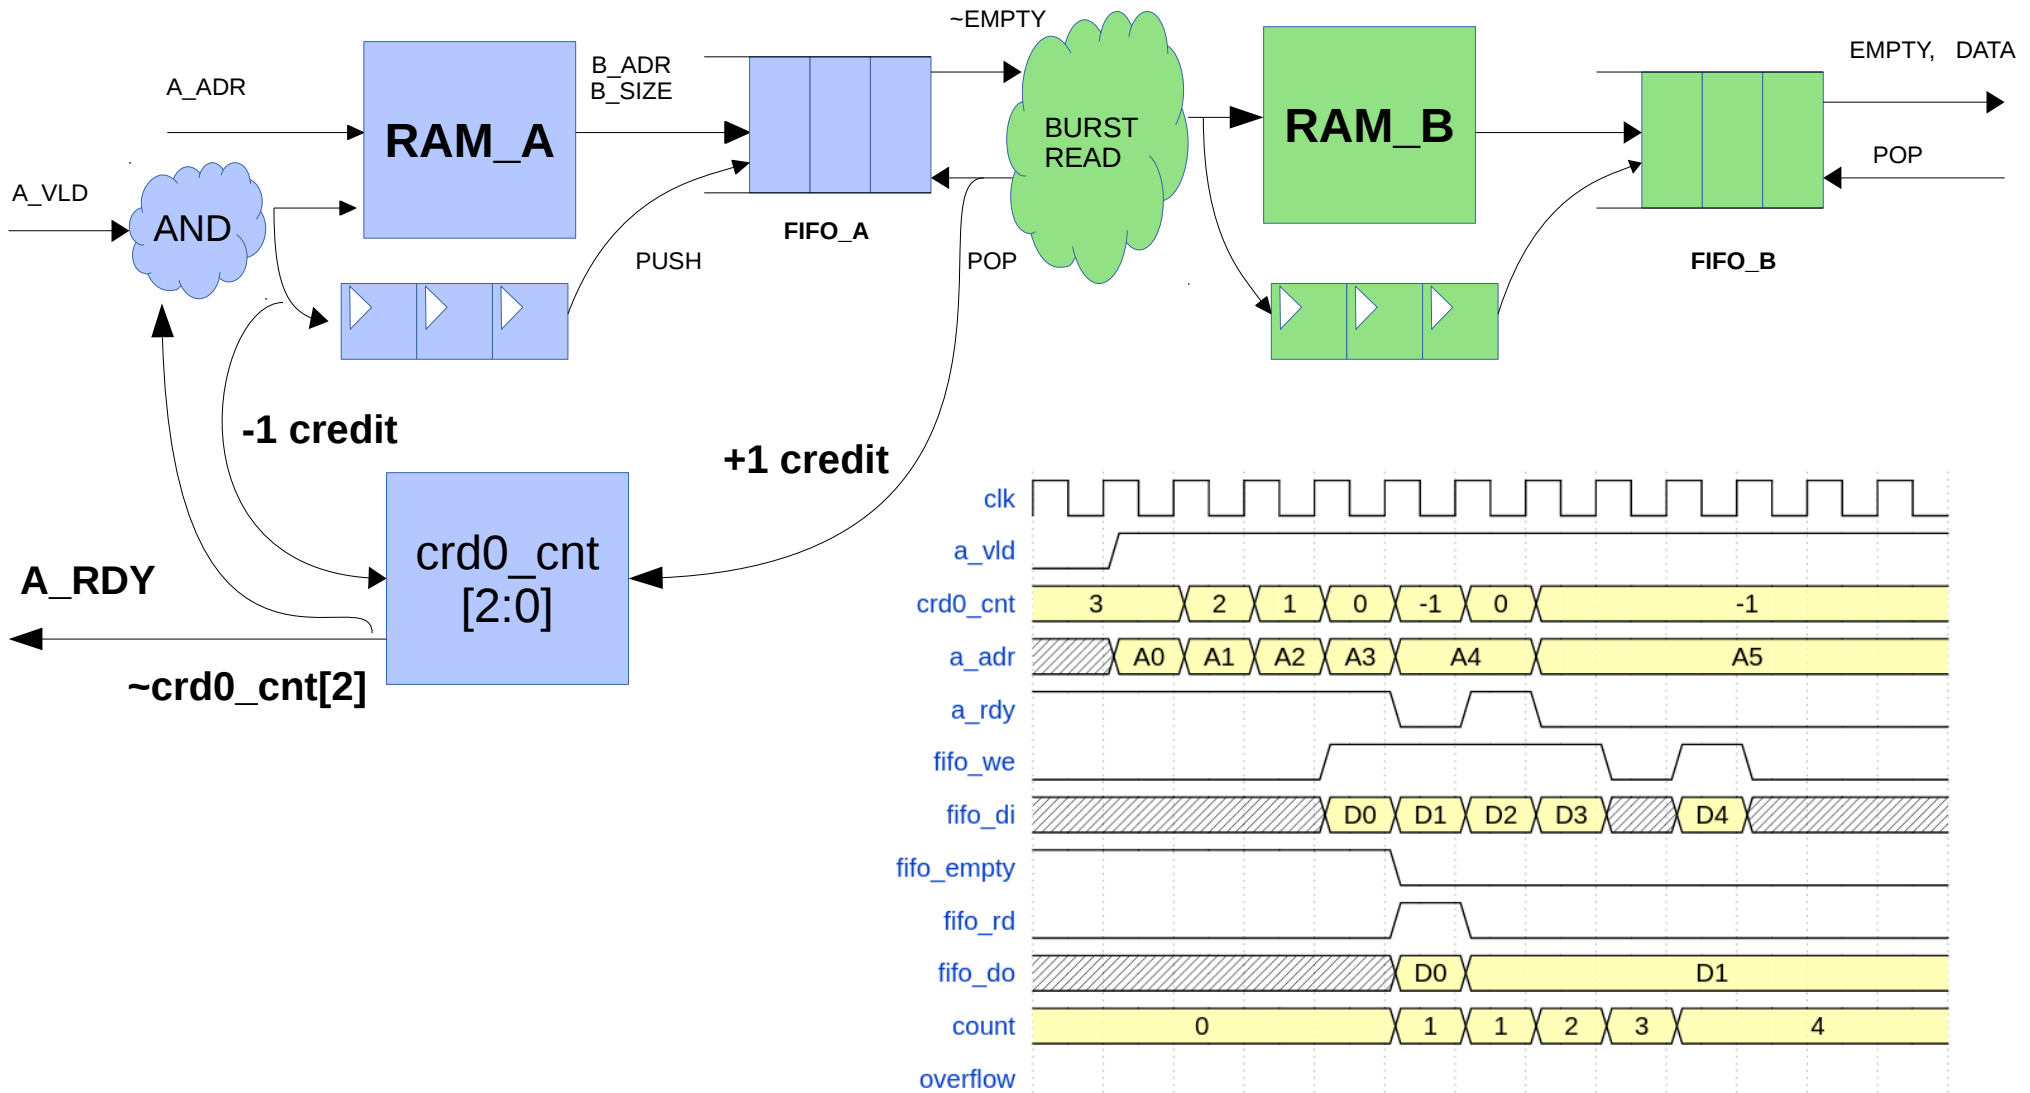 ~EMPTY
EMPTY, DATA
A_ADR
B_ADR
B_SIZE
RAM_A
BURST
READ
RAM_B
POP
A_VLD
AND
FIFO_A
PUSH
POP
FIFO_B
-1 credit
+1 credit
crd0_cnt
[2:0]
A_RDY
~crd0_cnt[2]
clk
a_vld
crd0_cnt 3 2 1 0 -1 0 -1
a_adr A0 A1 A2 A3 A4 A5
a_rdy
fifo_we
fifo_di D0 D1 D2 D3 D4
fifo_empty
fifo_rd
fifo_do D0 D1
count 0 1 1 2 3 4
overflow